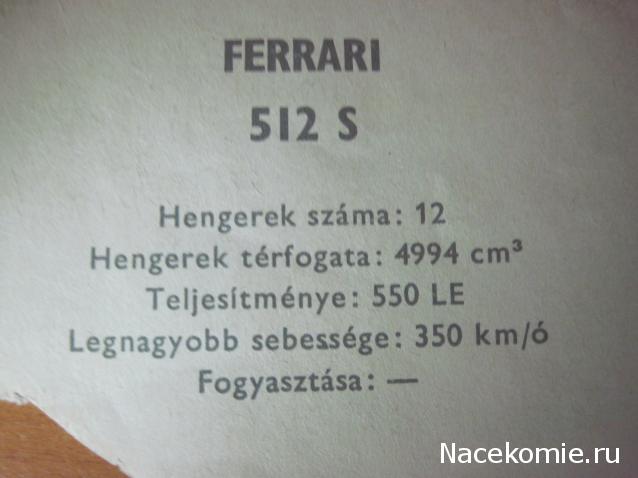 FERRARI
512 S
Hengerek száma: 12
Hengerek térfogata: 4994 cm³
Teljesítménye: 550 LE
Legnagyobb sebessége: 350 km/ó
Fogyasztása: —
Nacekomie.ru